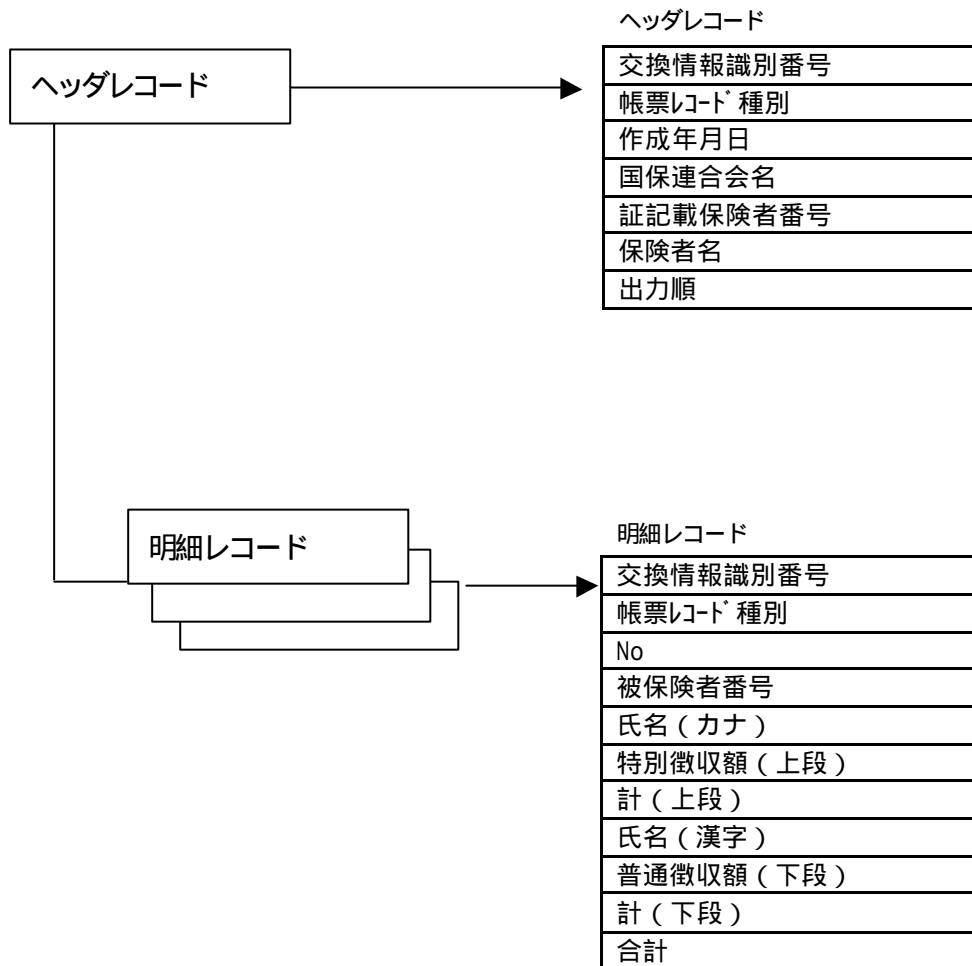 ヘッダレコード
ヘッダレコード
交換情報識別番号
帳票ﾚｺｰﾄﾞ種別
作成年月日
国保連合会名
証記載保険者番号
保険者名
出力順
明細レコード
明細レコード
交換情報識別番号
帳票ﾚｺｰﾄﾞ種別
No
被保険者番号
氏名（カナ）
特別徴収額（上段）
計（上段）
氏名（漢字）
普通徴収額（下段）
計（下段）
合計